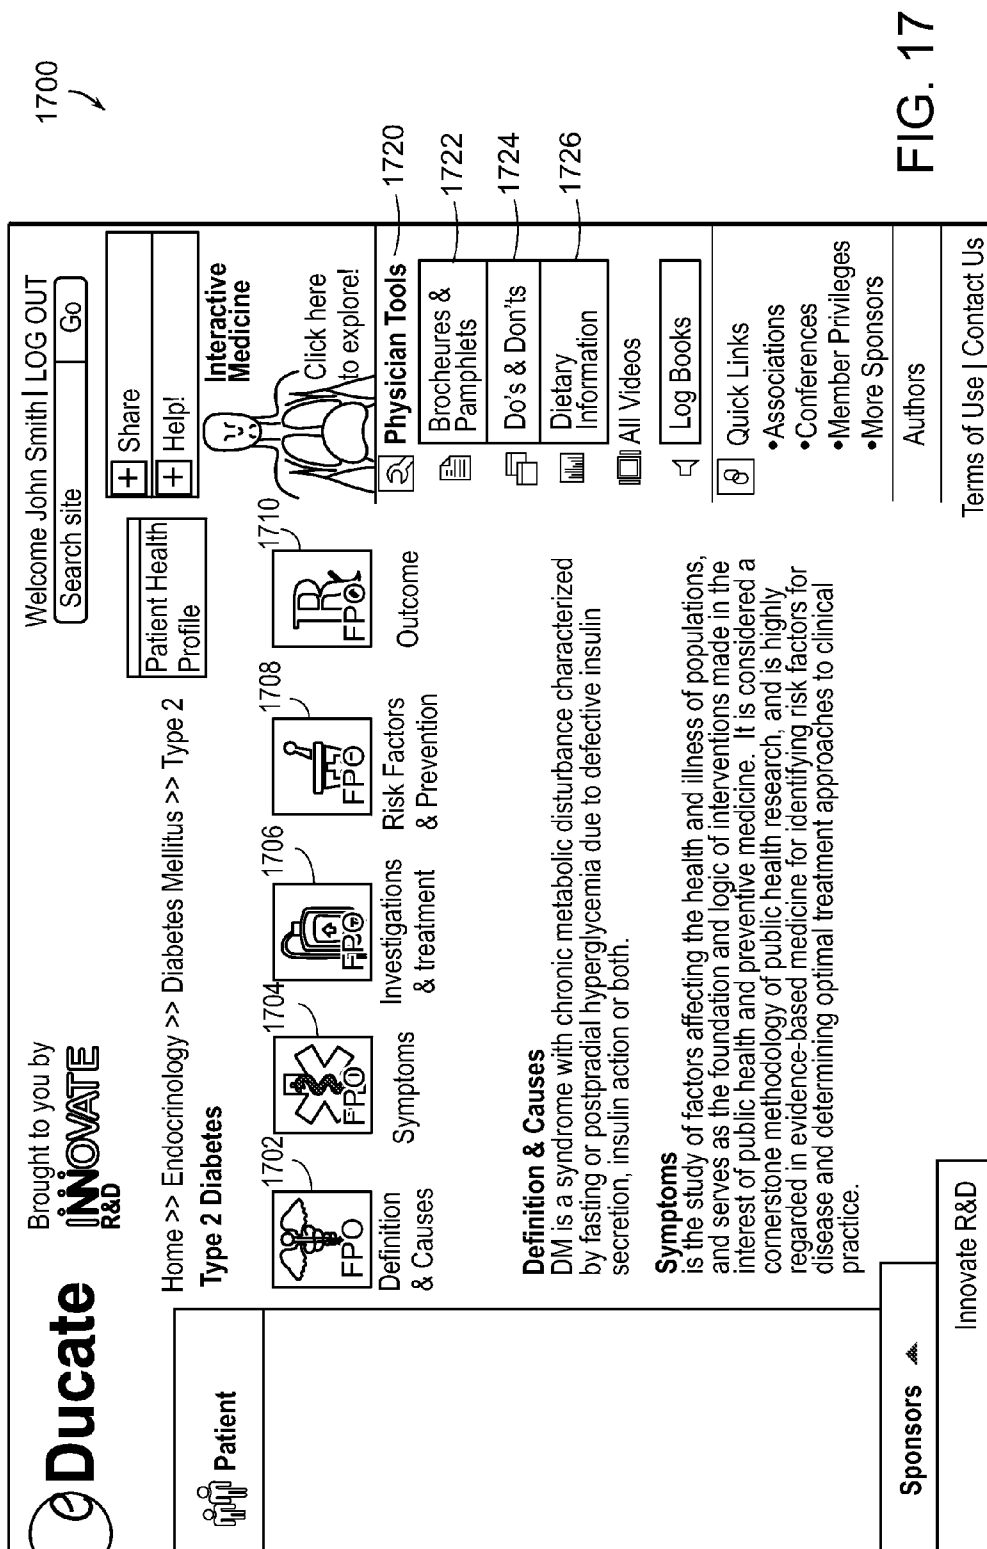 1700
eDucate
Brought to you by
INNOVATE
R&D
Welcome John Smith | LOG OUT
Search site
Go
Share
Help!
Patient Health
Profile
Home >> Endocrinology >> Diabetes Mellitus >> Type 2
Type 2 Diabetes
Patient
Interactive
Medicine
Click here
to explore!
1702
1704
1706
1708
1710
FPO
FPO
FPO
FPO
FPO
Definition
& Causes
Symptoms
Investigations
& treatment
Risk Factors
& Prevention
Outcome
Physician Tools
1720
Brocheures &
Pamphlets
1722
Do's & Don'ts
1724
Dietary
Information
1726
All Videos
Log Books
Quick Links
•Associations
•Conferences
•Member Privileges
•More Sponsors
Authors
Definition & Causes
DM is a syndrome with chronic metabolic disturbance characterized
by fasting or postpradial hyperglycemia due to defective insulin
secretion, insulin action or both.
Symptoms
is the study of factors affecting the health and illness of populations,
and serves as the foundation and logic of interventions made in the
interest of public health and preventive medicine. It is considered a
cornerstone methodology of public health research, and is highly
regarded in evidence-based medicine for identifying risk factors for
disease and determining optimal treatment approaches to clinical
practice.
Sponsors
Innovate R&D
Terms of Use | Contact Us
FIG. 17